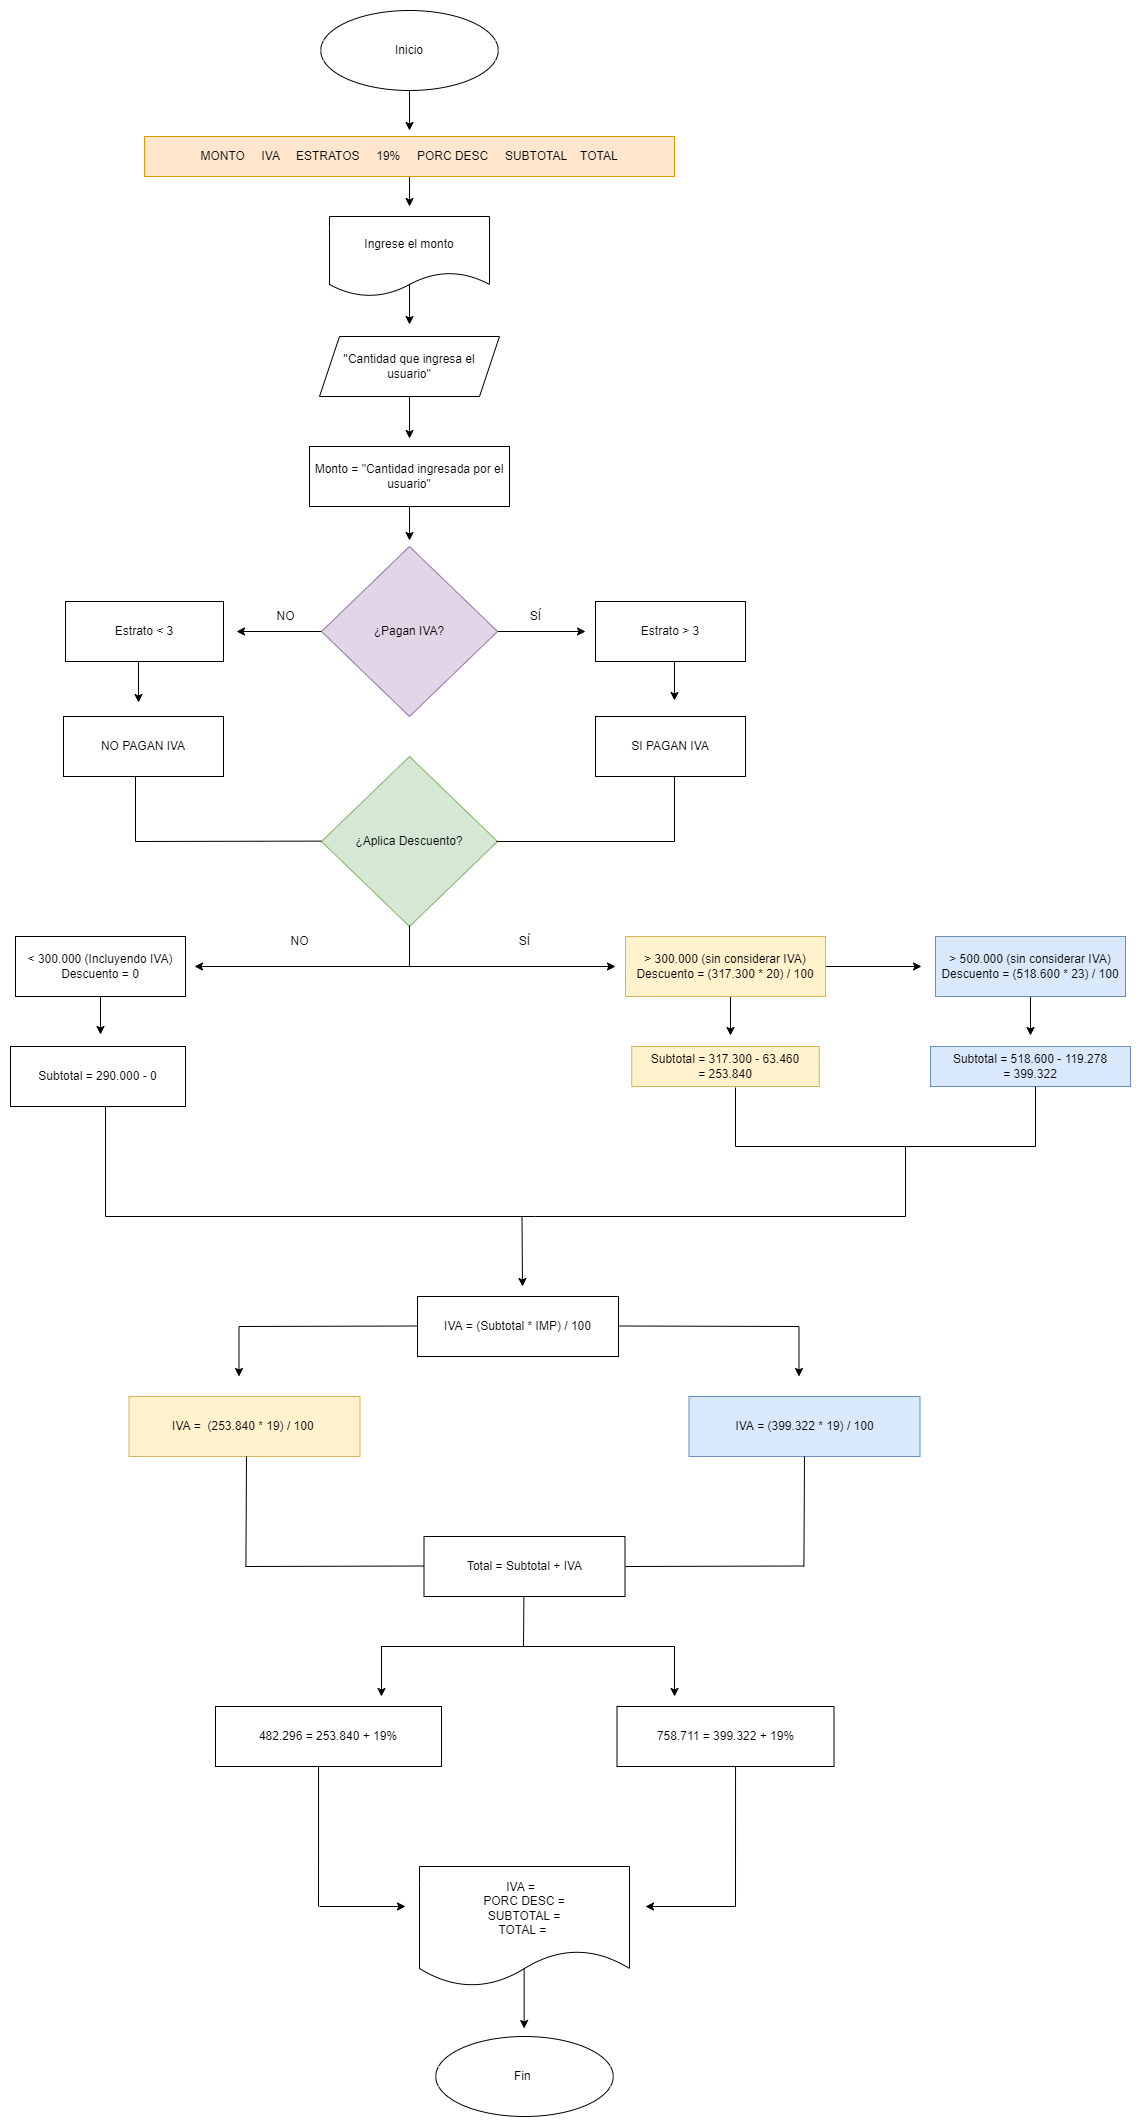 Inicio
MONTO IVA ESTRATOS 19% PORC DESC SUBTOTAL TOTAL
Ingrese el monto
"Cantidad que ingresa el
usuario"
Monto = "Cantidad ingresada por el
usuario"
¿Pagan IVA?
NO
SÍ
Estrato < 3
Estrato > 3
NO PAGAN IVA
SI PAGAN IVA
¿Aplica Descuento?
NO
SÍ
< 300.000 (Incluyendo IVA)
Descuento = 0
> 300.000 (sin considerar IVA)
Descuento = (317.300 * 20) / 100
> 500.000 (sin considerar IVA)
Descuento = (518.600 * 23) / 100
Subtotal = 290.000 - 0
Subtotal = 317.300 - 63.460
= 253.840
Subtotal = 518.600 - 119.278
= 399.322
IVA = (Subtotal * IMP) / 100
IVA = (253.840 * 19) / 100
IVA = (399.322 * 19) / 100
Total = Subtotal + IVA
482.296 = 253.840 + 19%
758.711 = 399.322 + 19%
IVA =
PORC DESC =
SUBTOTAL =
TOTAL =
Fin